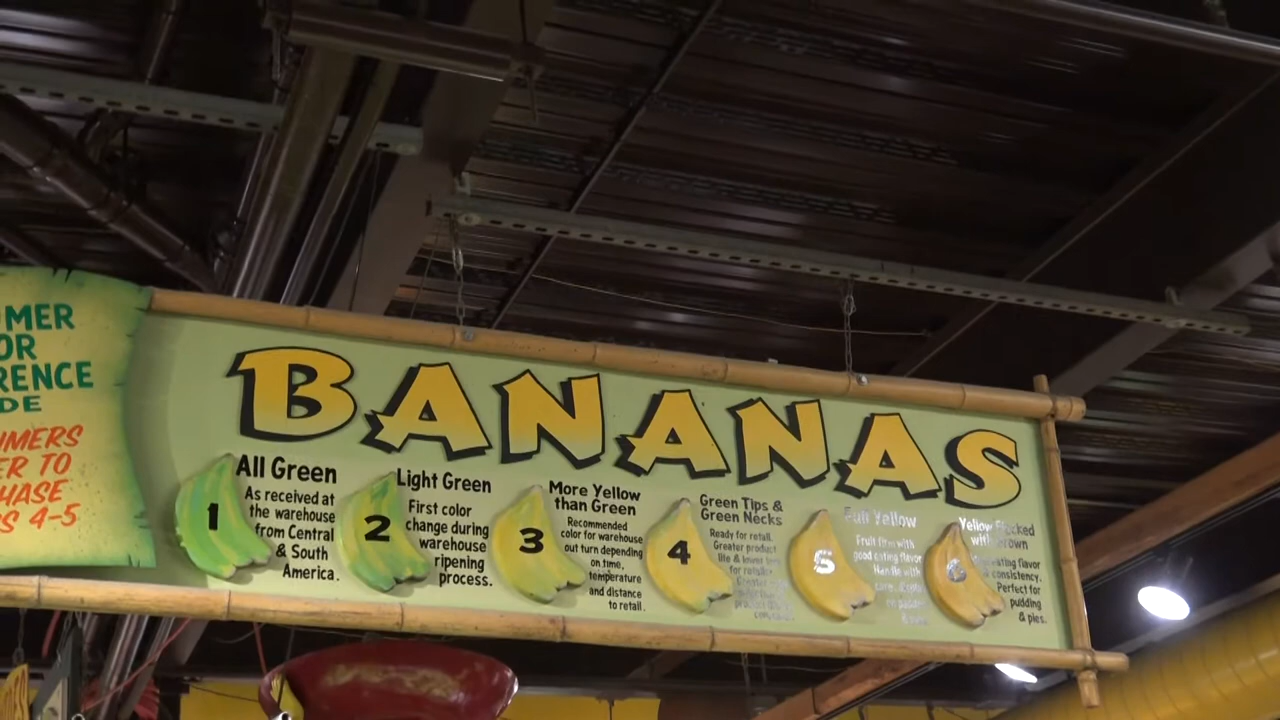 MER
OR
RENCE
DE
MERS
ER TO
HASE
S 4-5
BANANAS
1
All Green
As received at
the warehouse
from Central
& South
America.
2
Light Green
First color
change during
warehouse
ripening
process.
3
More Yellow
than Green
Recommended
color for warehouse
out turn depending
on time,
temperature
and distance
to retail.
4
Green Tips &
Green Necks
Ready for retail.
Greater product
life & lower
for retailer
5
Full Yellow
Fruit firm with
good eating flavor
Handle with
care.
6
Yellow Flecked
with Brown
eating flavor
consistency.
Perfect for
pudding
& pies.